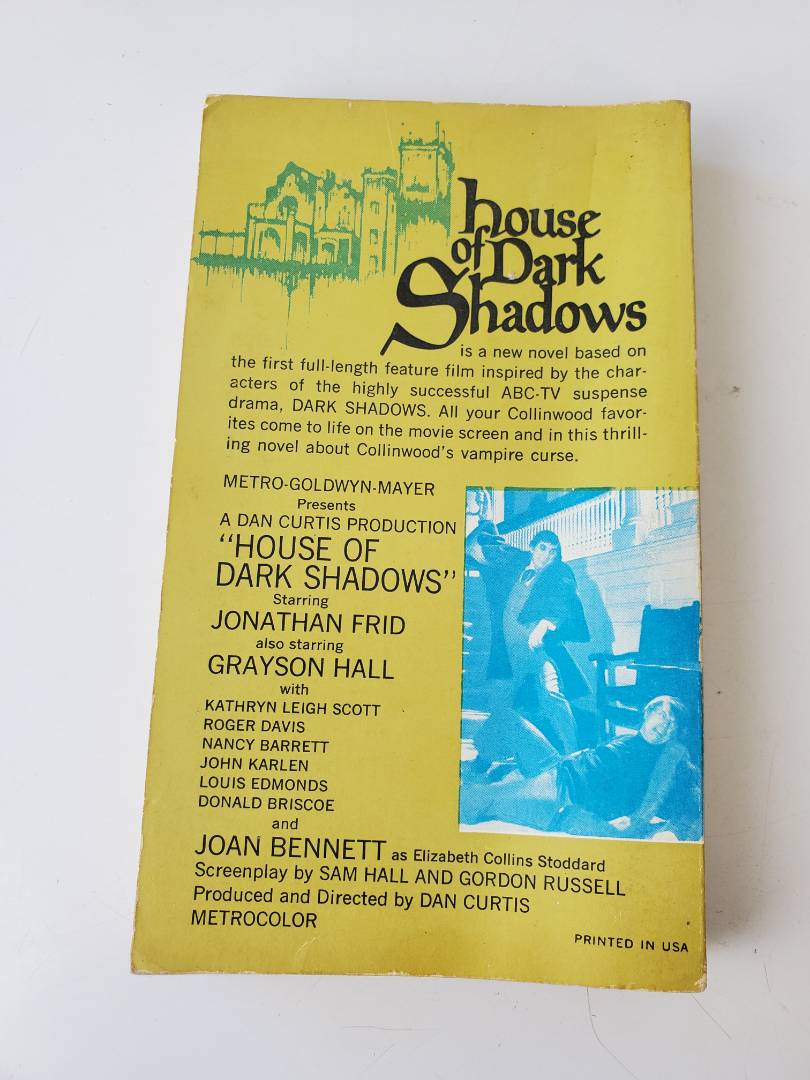 house
of Dark
Shadows
is a new novel based on
the first full-length feature film inspired by the char-
acters of the highly successful ABC-TV suspense
drama, DARK SHADOWS. All your Collinwood favor-
ites come to life on the movie screen and in this thrill-
ing novel about Collinwood's vampire curse.
METRO-GOLDWYN-MAYER
Presents
A DAN CURTIS PRODUCTION
"HOUSE OF
DARK SHADOWS"
Starring
JONATHAN FRID
also starring
GRAYSON HALL
with
KATHRYN LEIGH SCOTT
ROGER DAVIS
NANCY BARRETT
JOHN KARLEN
LOUIS EDMONDS
DONALD BRISCOE
and
JOAN BENNETT as Elizabeth Collins Stoddard
Screenplay by SAM HALL AND GORDON RUSSELL
Produced and Directed by DAN CURTIS
METROCOLOR
PRINTED IN USA